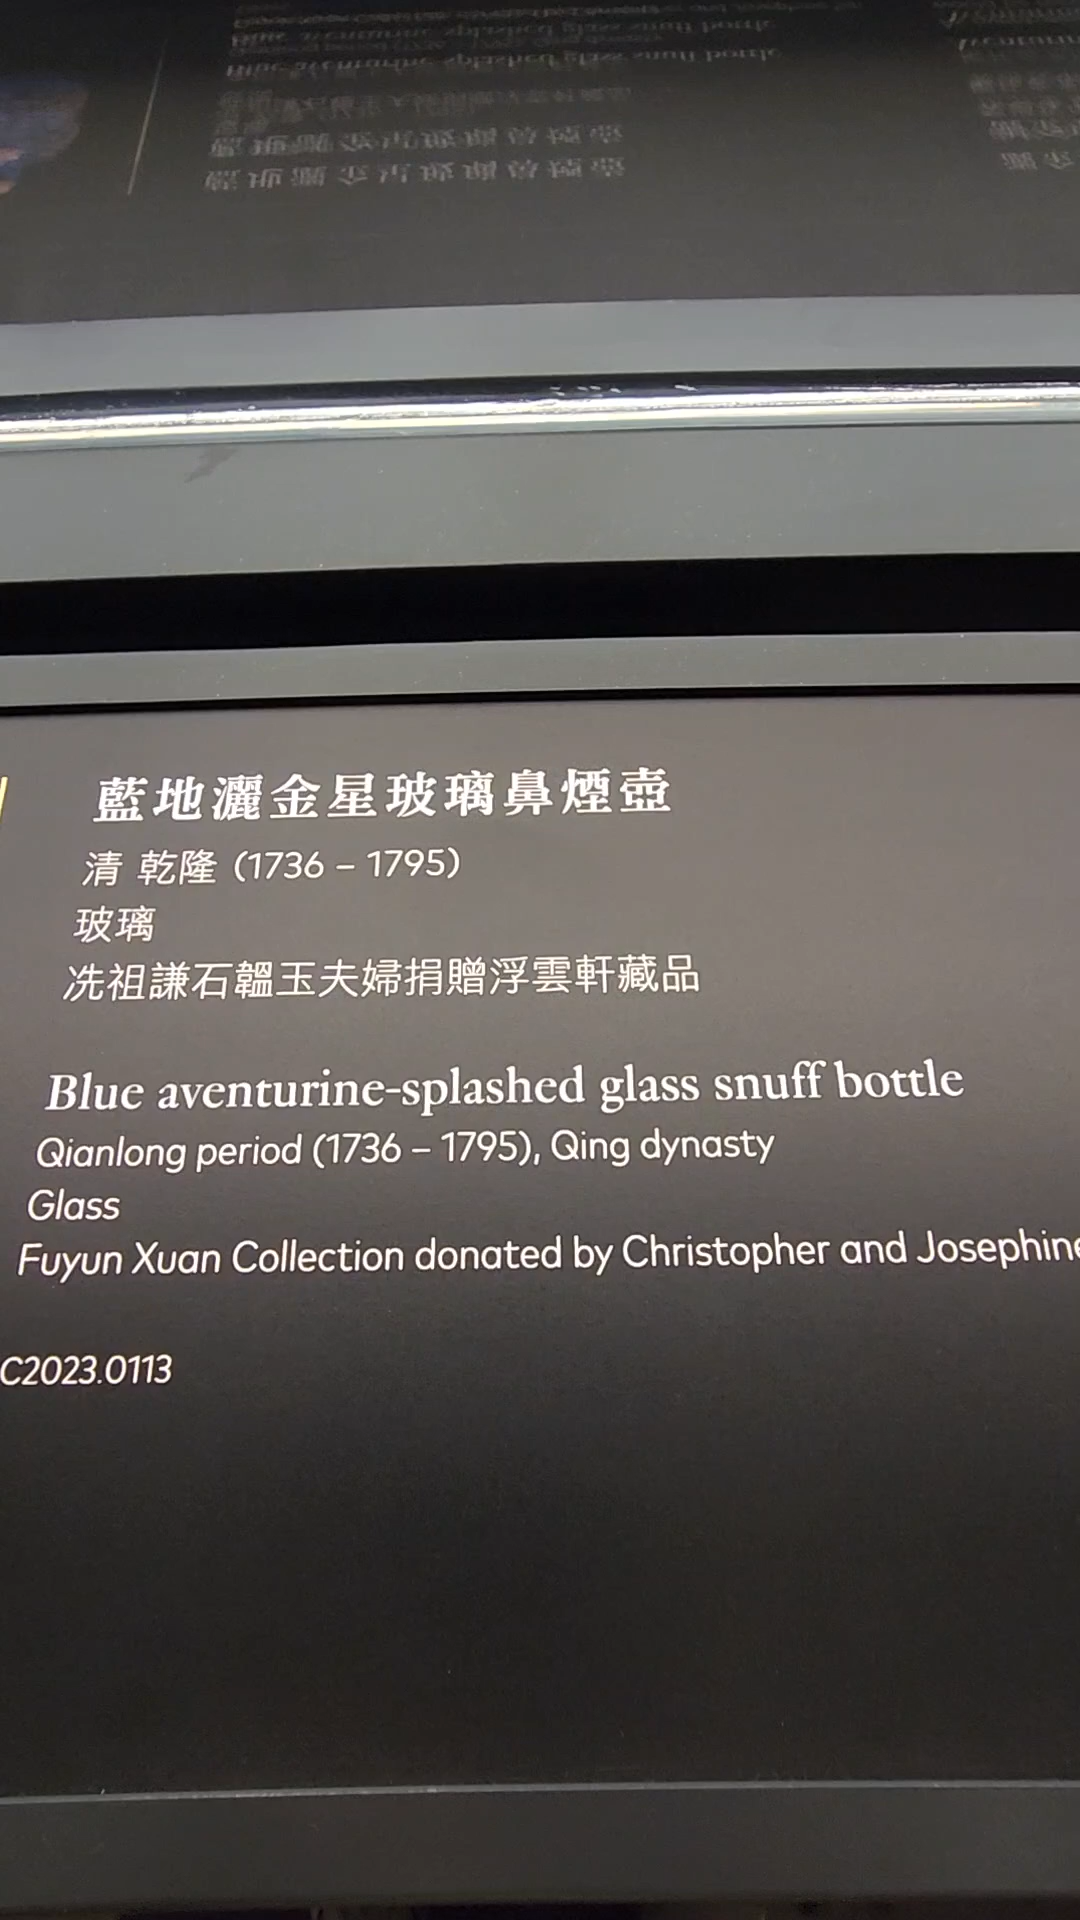 藍地灑金星玻璃鼻煙壺
清 乾隆 (1736 – 1795)
玻璃
冼祖謙石韞玉夫婦捐贈浮雲軒藏品
Blue aventurine-splashed glass snuff bottle
Qianlong period (1736 – 1795), Qing dynasty
Glass
Fuyun Xuan Collection donated by Christopher and Josephine
C2023.0113